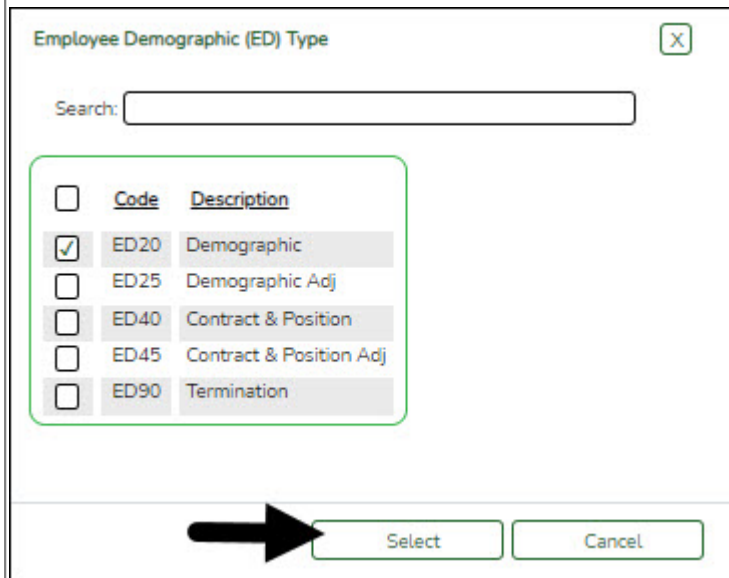 Employee Demographic (ED) Type
X
Search:
Code Description
ED20 Demographic
ED25 Demographic Adj
ED40 Contract & Position
ED45 Contract & Position Adj
ED90 Termination
Select Cancel